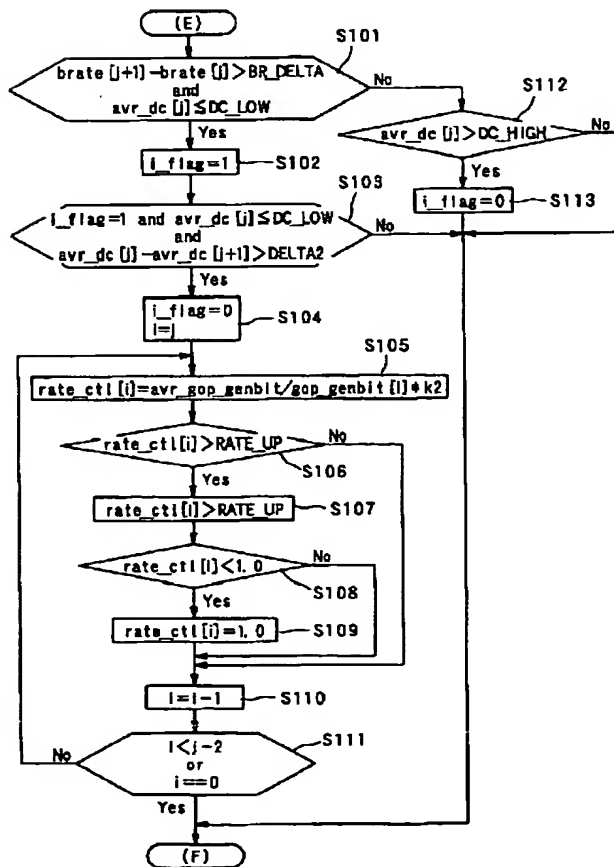 (E)
S101
brate[j+1]-brate[j]>BR_DELTA
and
avr_dc[j]≤DC_LOW
No
Yes
S112
avr_dc[j]>DC_HIGH
No
Yes
i_flag=1
S102
i_flag=0
S113
S103
i_flag=1 and avr_dc[j]≤DC_LOW
and
avr_dc[j]-avr_dc[j+1]>DELTA2
No
Yes
i_flag=0
i=j
S104
S105
rate_ctl[i]=avr_gop_genbit/gop_genbit[i]*k2
rate_ctl[i]>RATE_UP
No
S106
Yes
rate_ctl[i]>RATE_UP
S107
rate_ctl[i]<1.0
No
S108
Yes
rate_ctl[i]=1.0
S109
i=i-1
S110
No
i<j-2
or
i==0
S111
Yes
(F)